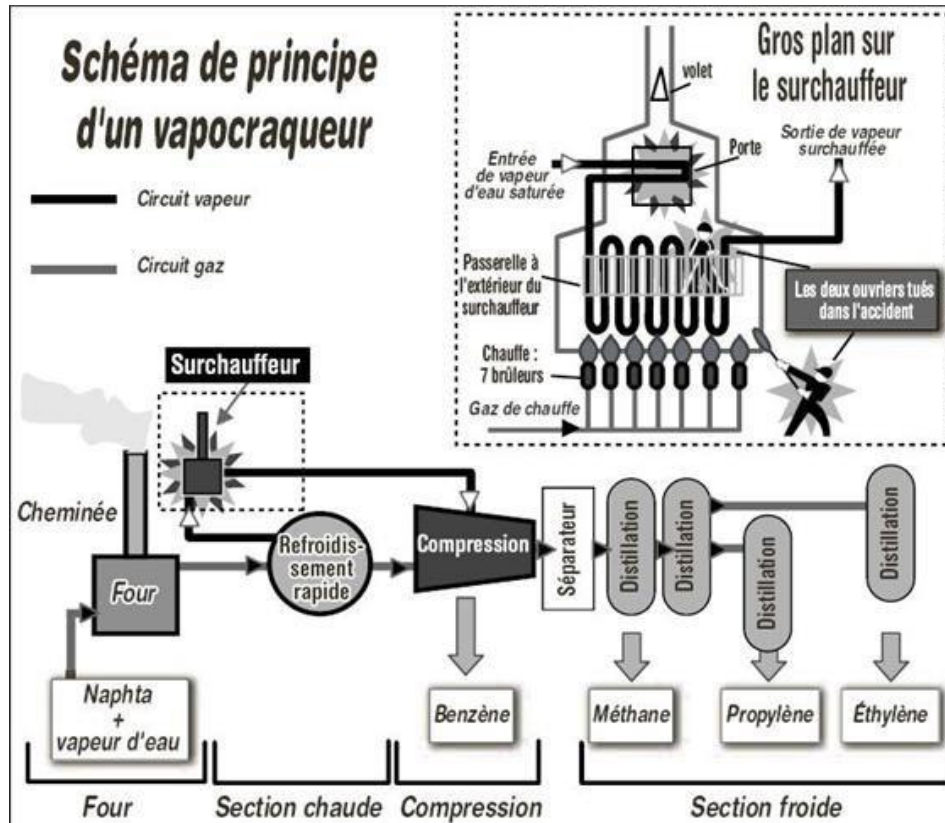 Schéma de principe
d'un vapocraqueur
Circuit vapeur
Circuit gaz
Gros plan sur
le surchauffeur
volet
Sortie de vapeur
surchauffée
Entrée
de vapeur
d'eau saturée
Porte
Passerelle à
l'extérieur du
surchauffeur
Les deux ouvriers tués
dans l'accident
Chauffe :
7 brûleurs
Gaz de chauffe
Surchauffeur
Cheminée
Four
Refroidis-
sement
rapide
Compression
Séparateur
Distillation
Distillation
Distillation
Distillation
Naphta
+
vapeur d'eau
Benzène
Méthane
Propylène
Éthylène
Four
Section chaude
Compression
Section froide